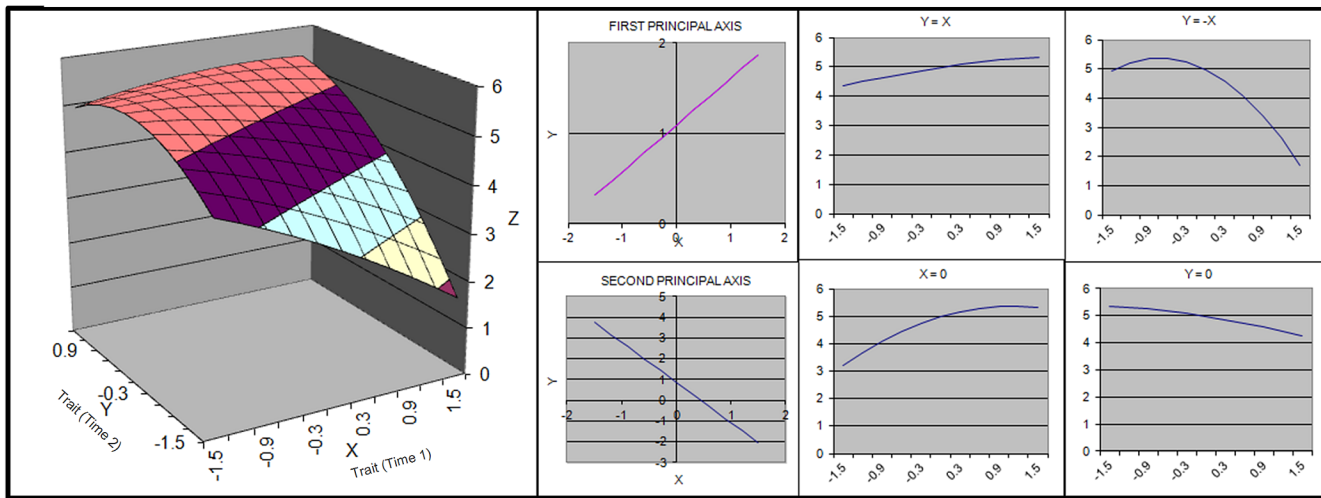 6
5
4
3
2
1
0
Z
0.9
-0.3
-1.5
Y
Trait (Time 2)
-1.5
-0.9
-0.3
0.3
0.9
1.5
X
Trait (Time 1)
FIRST PRINCIPAL AXIS
2
1
0
Y
-2 -1 0 1 2
X
Y = X
6
5
4
3
2
1
0
-1.5 -0.9 -0.3 0.3 0.9 1.5
Y = -X
6
5
4
3
2
1
0
-1.5 -0.9 -0.3 0.3 0.9 1.5
SECOND PRINCIPAL AXIS
5
4
3
2
1
0
-1
-2
-3
Y
-2 -1 0 1 2
X
X = 0
6
5
4
3
2
1
0
-1.5 -0.9 -0.3 0.3 0.9 1.5
Y = 0
6
5
4
3
2
1
0
-1.5 -0.9 -0.3 0.3 0.9 1.5